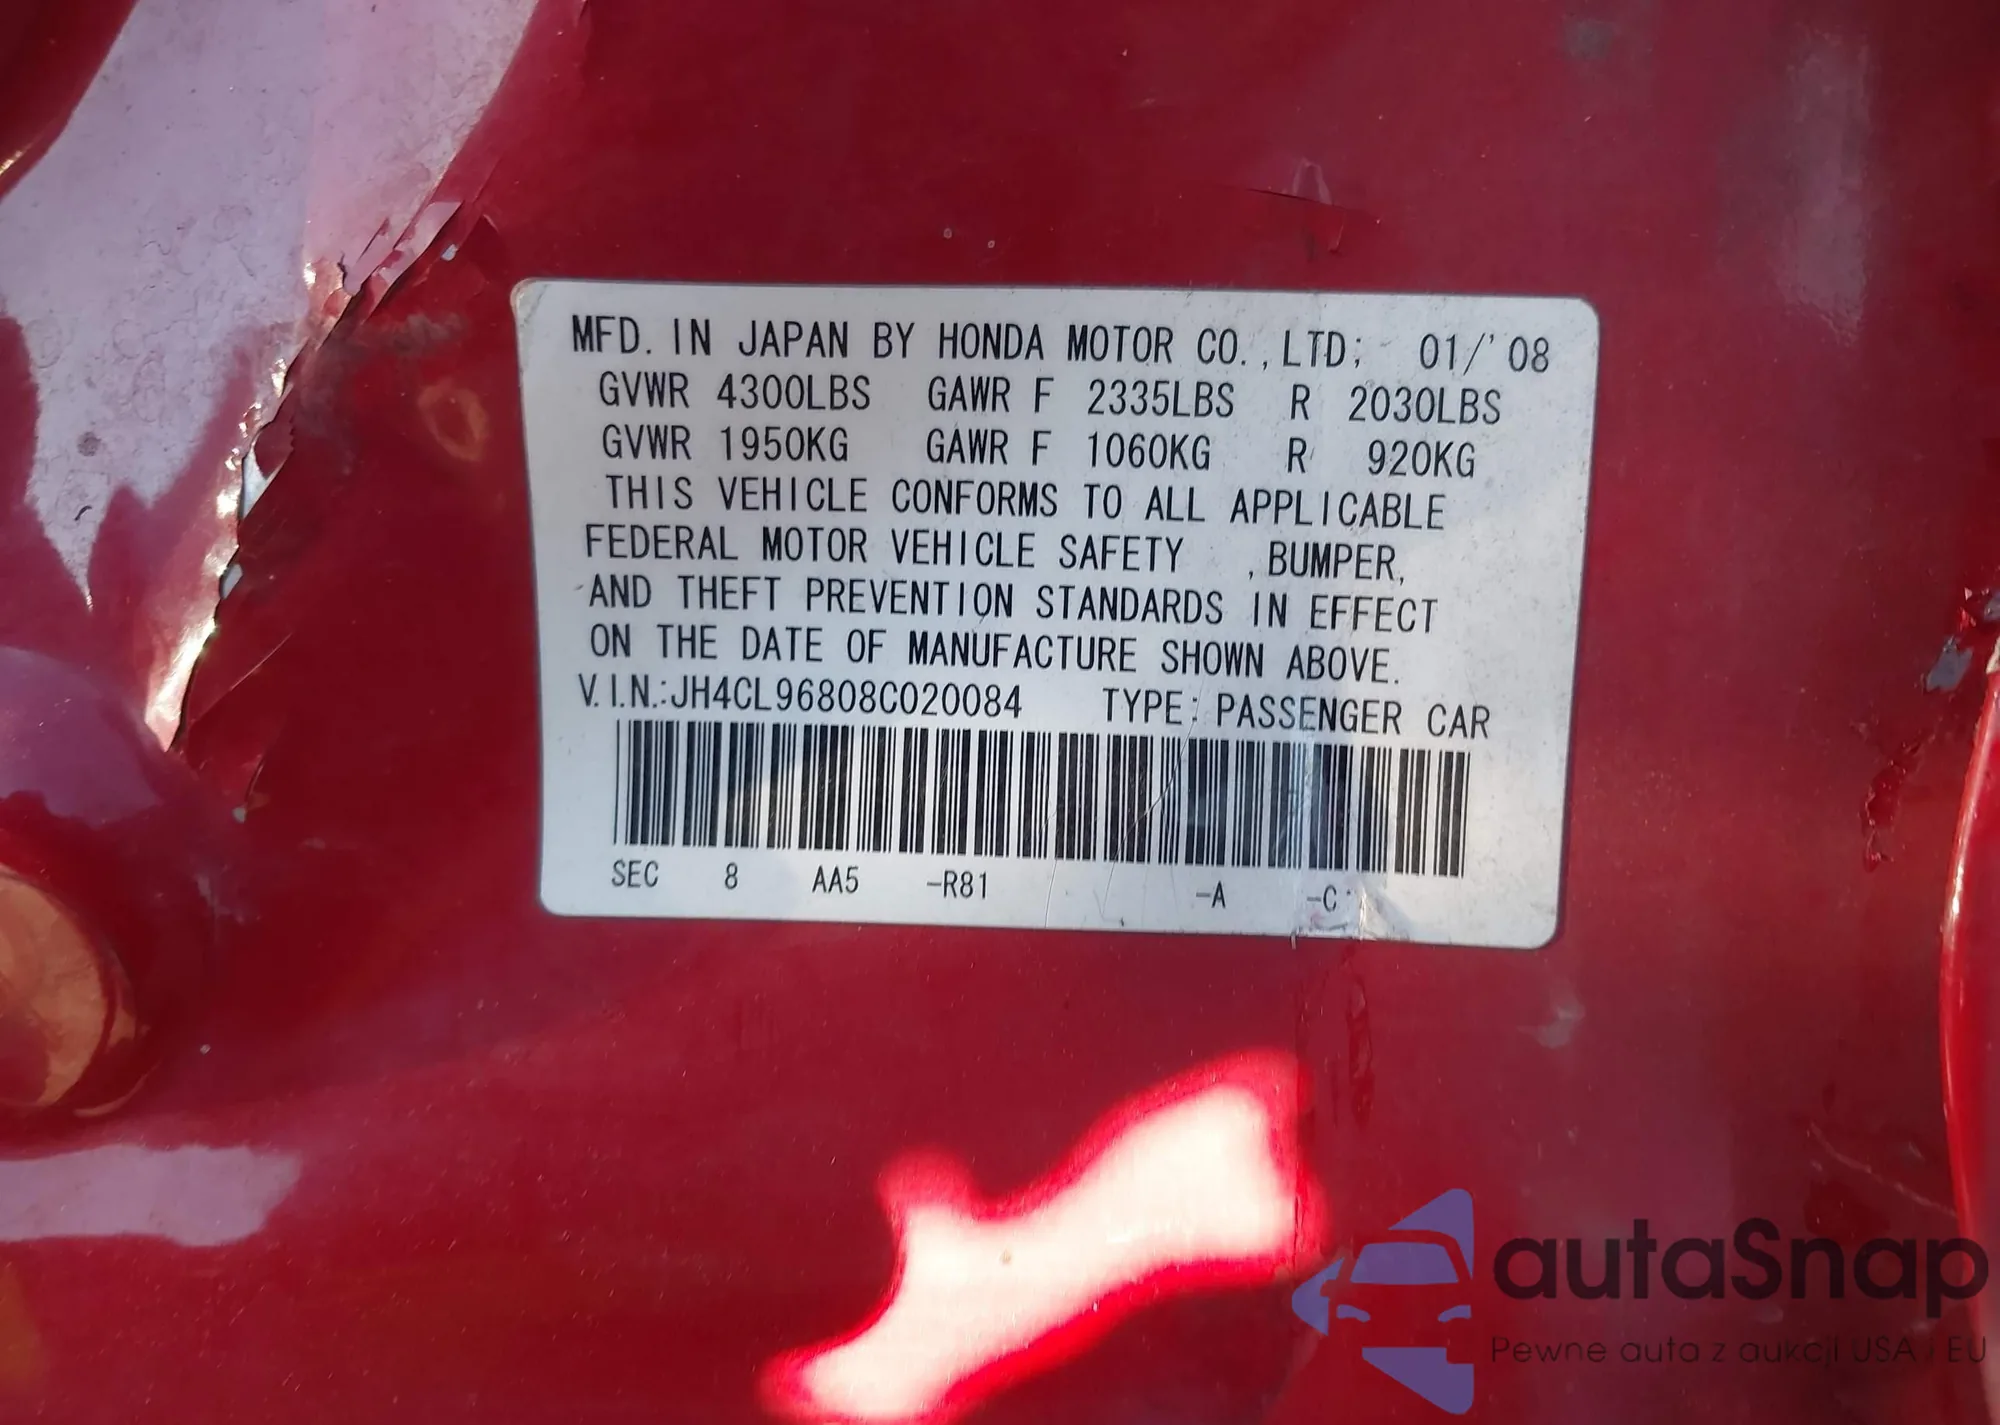 MFD. IN JAPAN BY HONDA MOTOR CO.,LTD; 01/'08
GVWR 4300LBS GAWR F 2335LBS R 2030LBS
GVWR 1950KG GAWR F 1060KG R 920KG
THIS VEHICLE CONFORMS TO ALL APPLICABLE
FEDERAL MOTOR VEHICLE SAFETY , BUMPER,
AND THEFT PREVENTION STANDARDS IN EFFECT
ON THE DATE OF MANUFACTURE SHOWN ABOVE.
V.I.N.:JH4CL96808C020084 TYPE: PASSENGER CAR
SEC 8 AA5 -R81 -A -C
autaSnap
Pewne auta z aukcji USA i EU